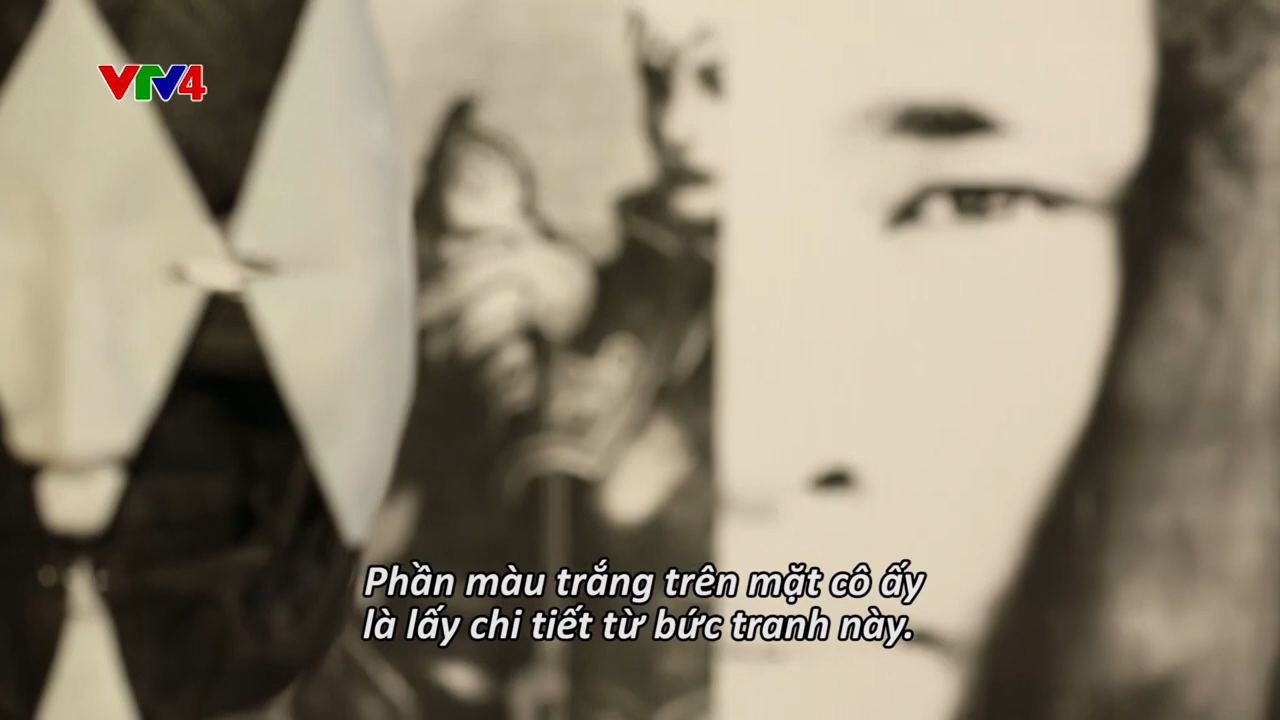 VTV4
Phần màu trắng trên mặt cô ấy
là lấy chi tiết từ bức tranh này.